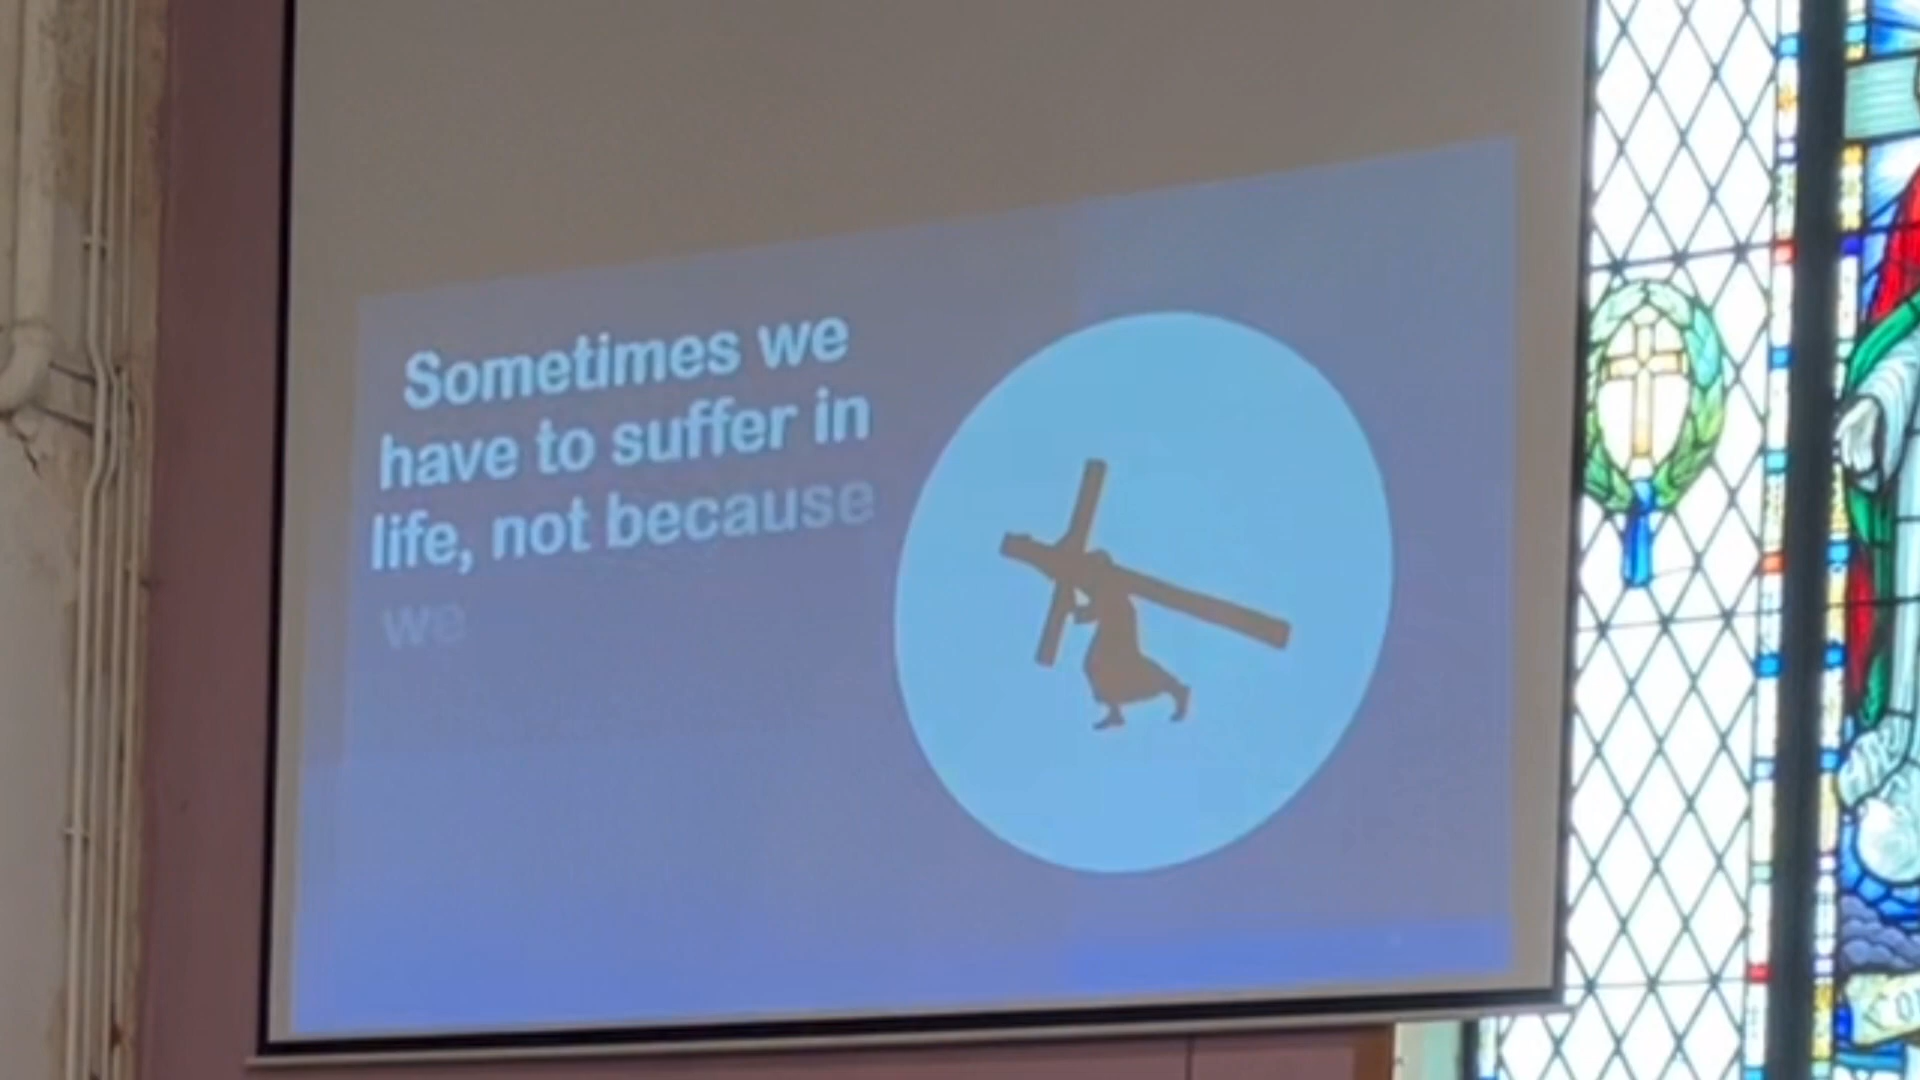 Sometimes we
have to suffer in
life, not because
we